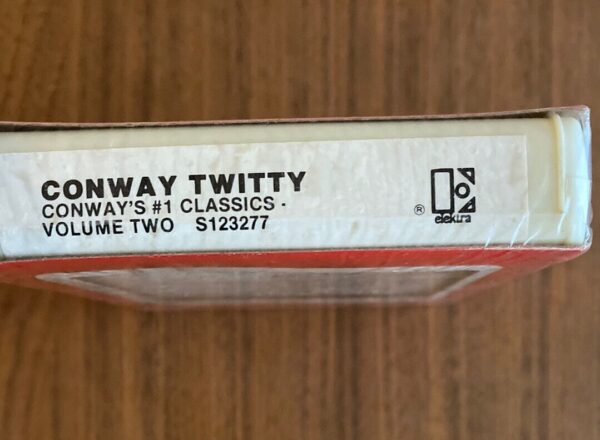 CONWAY TWITTY
CONWAY'S #1 CLASSICS -
VOLUME TWO S123277
® elektra